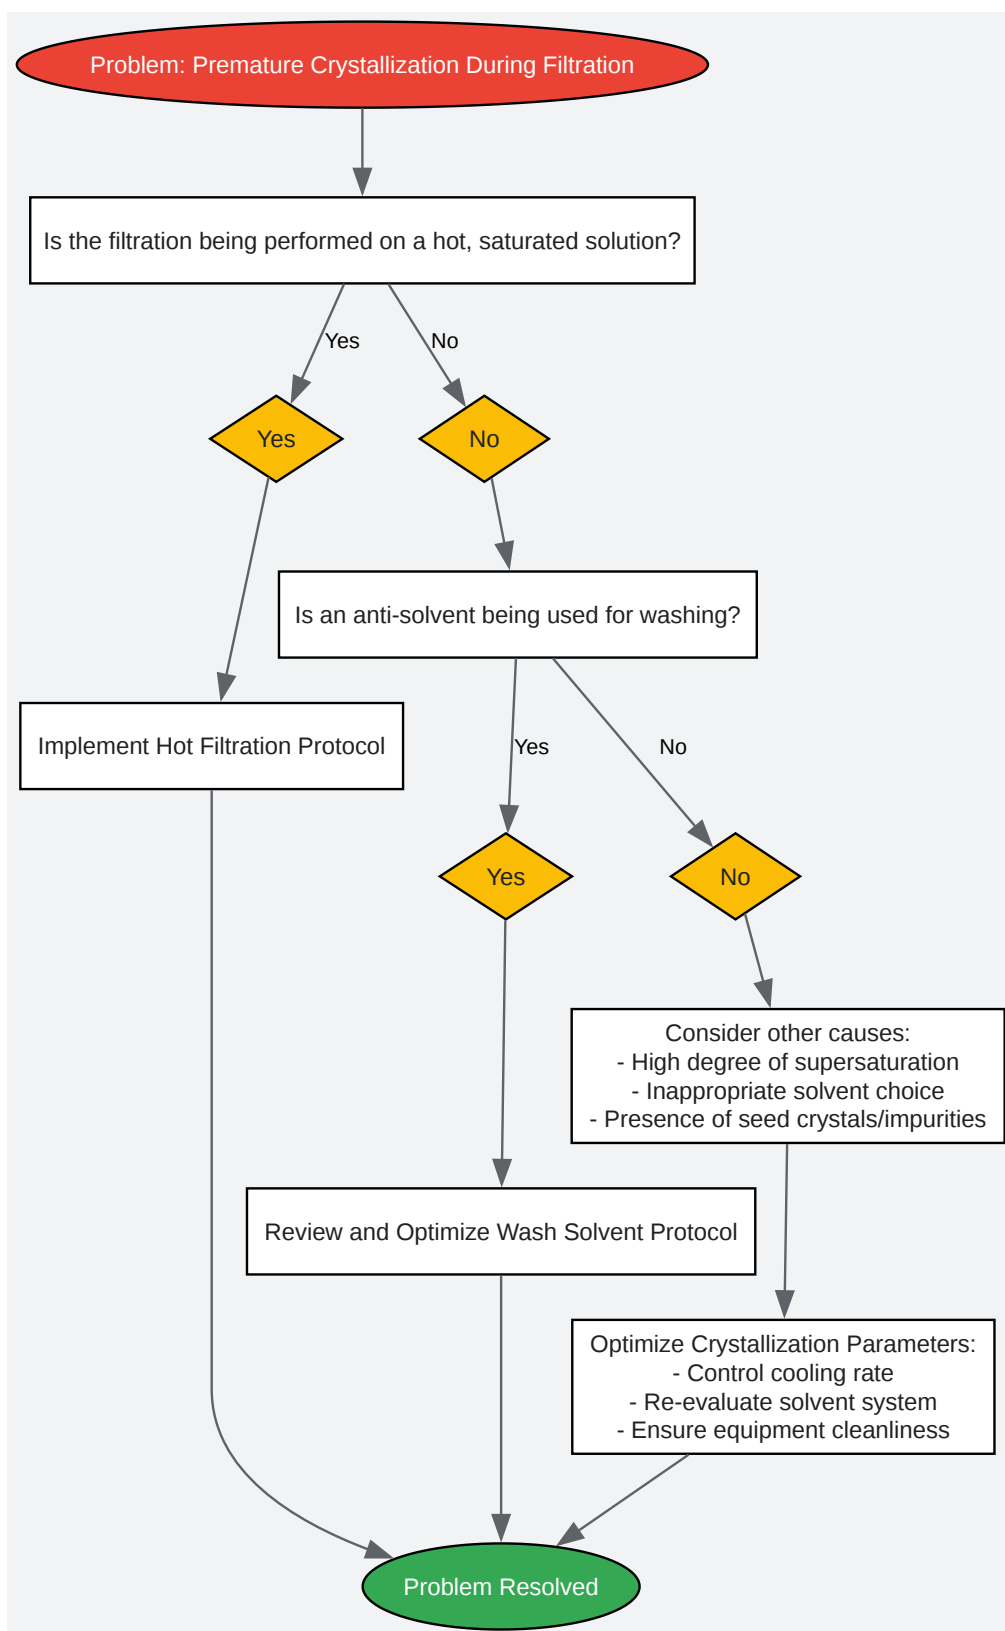 Problem: Premature Crystallization During Filtration
Is the filtration being performed on a hot, saturated solution?
Yes
No
Yes
No
Is an anti-solvent being used for washing?
Implement Hot Filtration Protocol
Yes
No
Yes
No
Consider other causes:
- High degree of supersaturation
- Inappropriate solvent choice
- Presence of seed crystals/impurities
Review and Optimize Wash Solvent Protocol
Optimize Crystallization Parameters:
- Control cooling rate
- Re-evaluate solvent system
- Ensure equipment cleanliness
Problem Resolved